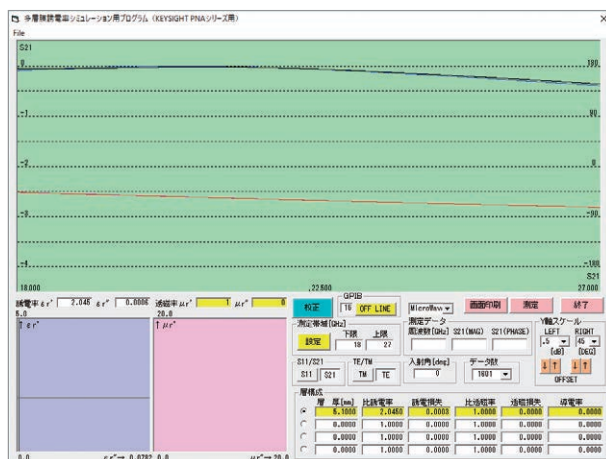 多層膜誘電率シミュレーション用プログラム（KEYSIGHT PNAシリーズ用）
File
S21
0
180
-1
90
-2
0
-3
-90
-4
-180
S21
18.000
22.500
27.000
誘電率 εr' 2.045 εr" 0.0006 透磁率μr' 1 μr" 0
5.0
20.0
↑ εr'
↑ μr'
0.0
εr"→ 0.0782
0.0
μr"→ 20.0
校正
GPIB
16 OFF LINE
MicroWave
画面印刷
測定
終了
測定帯域[GHz]
設定
下限 上限
18 27
測定データ
周波数[GHz] S21(MAG) S21(PHASE)
Y軸スケール
LEFT RIGHT
.5 45
[dB] (DEG)
↓ ↑ ↓ ↑
OFFSET
S11/S21
S11 S21
TE/TM
TM TE
入射角[deg]
0
データ数
1601
層構成
層 厚[mm] 比誘電率 誘電損失 比透磁率 透磁損失 導電率
5.1000 2.0450 0.0003 1.0000 0.0000 0.0000
0.0000 1.0000 0.0000 1.0000 0.0000 0.0000
0.0000 1.0000 0.0000 1.0000 0.0000 0.0000
0.0000 1.0000 0.0000 1.0000 0.0000 0.0000